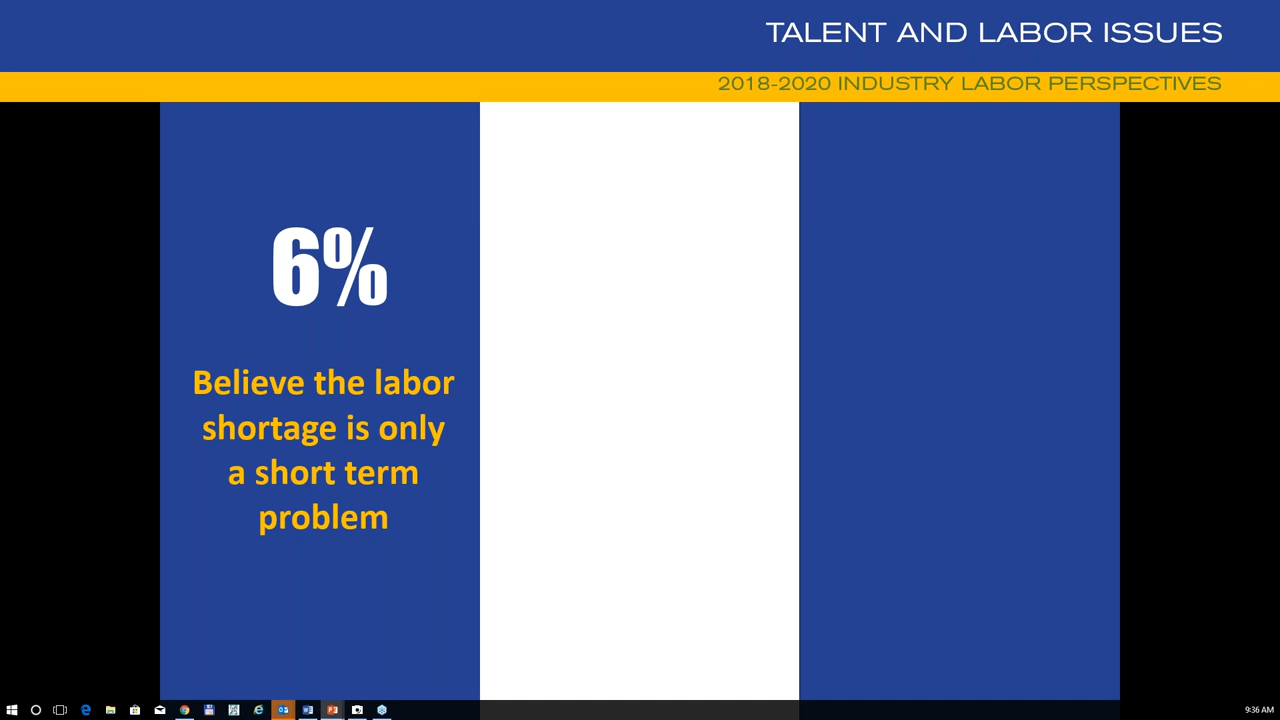 TALENT AND LABOR ISSUES
2018-2020 INDUSTRY LABOR PERSPECTIVES
6%
Believe the labor
shortage is only
a short term
problem
9:36 AM